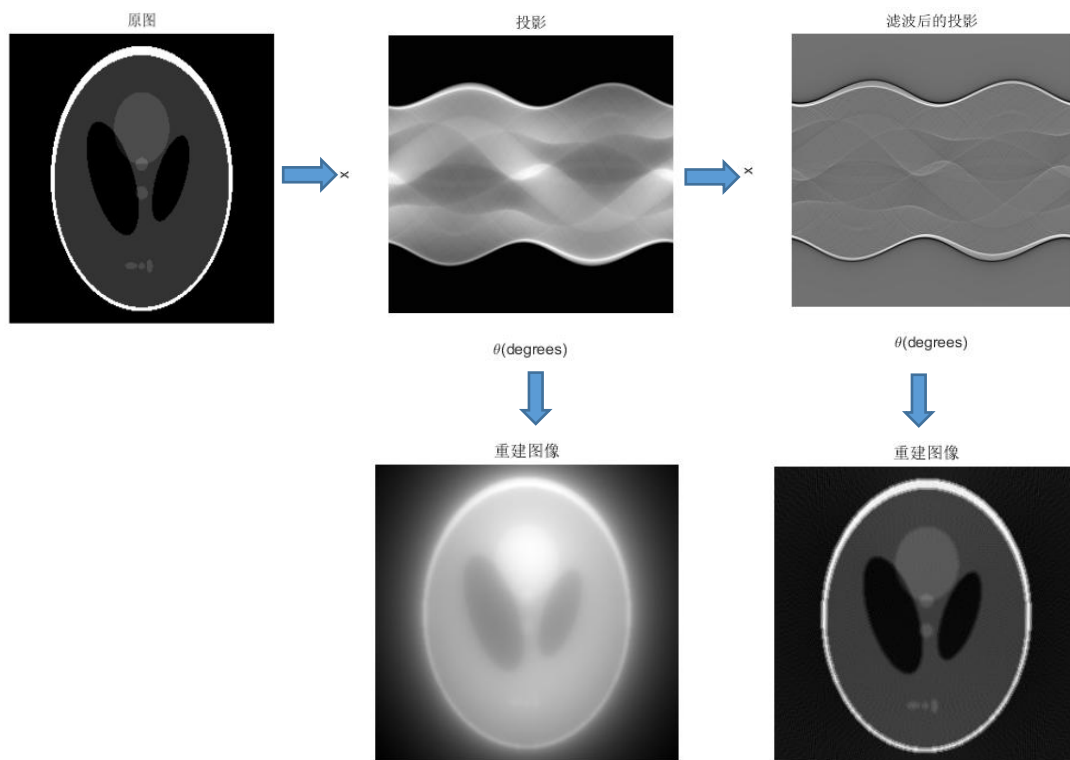 原图
投影
滤波后的投影
x
x
θ(degrees)
θ(degrees)
重建图像
重建图像